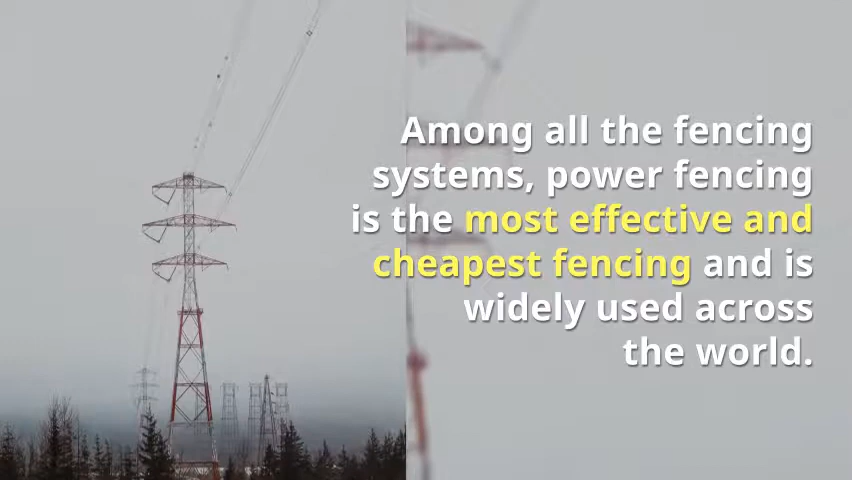 Among all the fencing
systems, power fencing
is the most effective and
cheapest fencing and is
widely used across
the world.